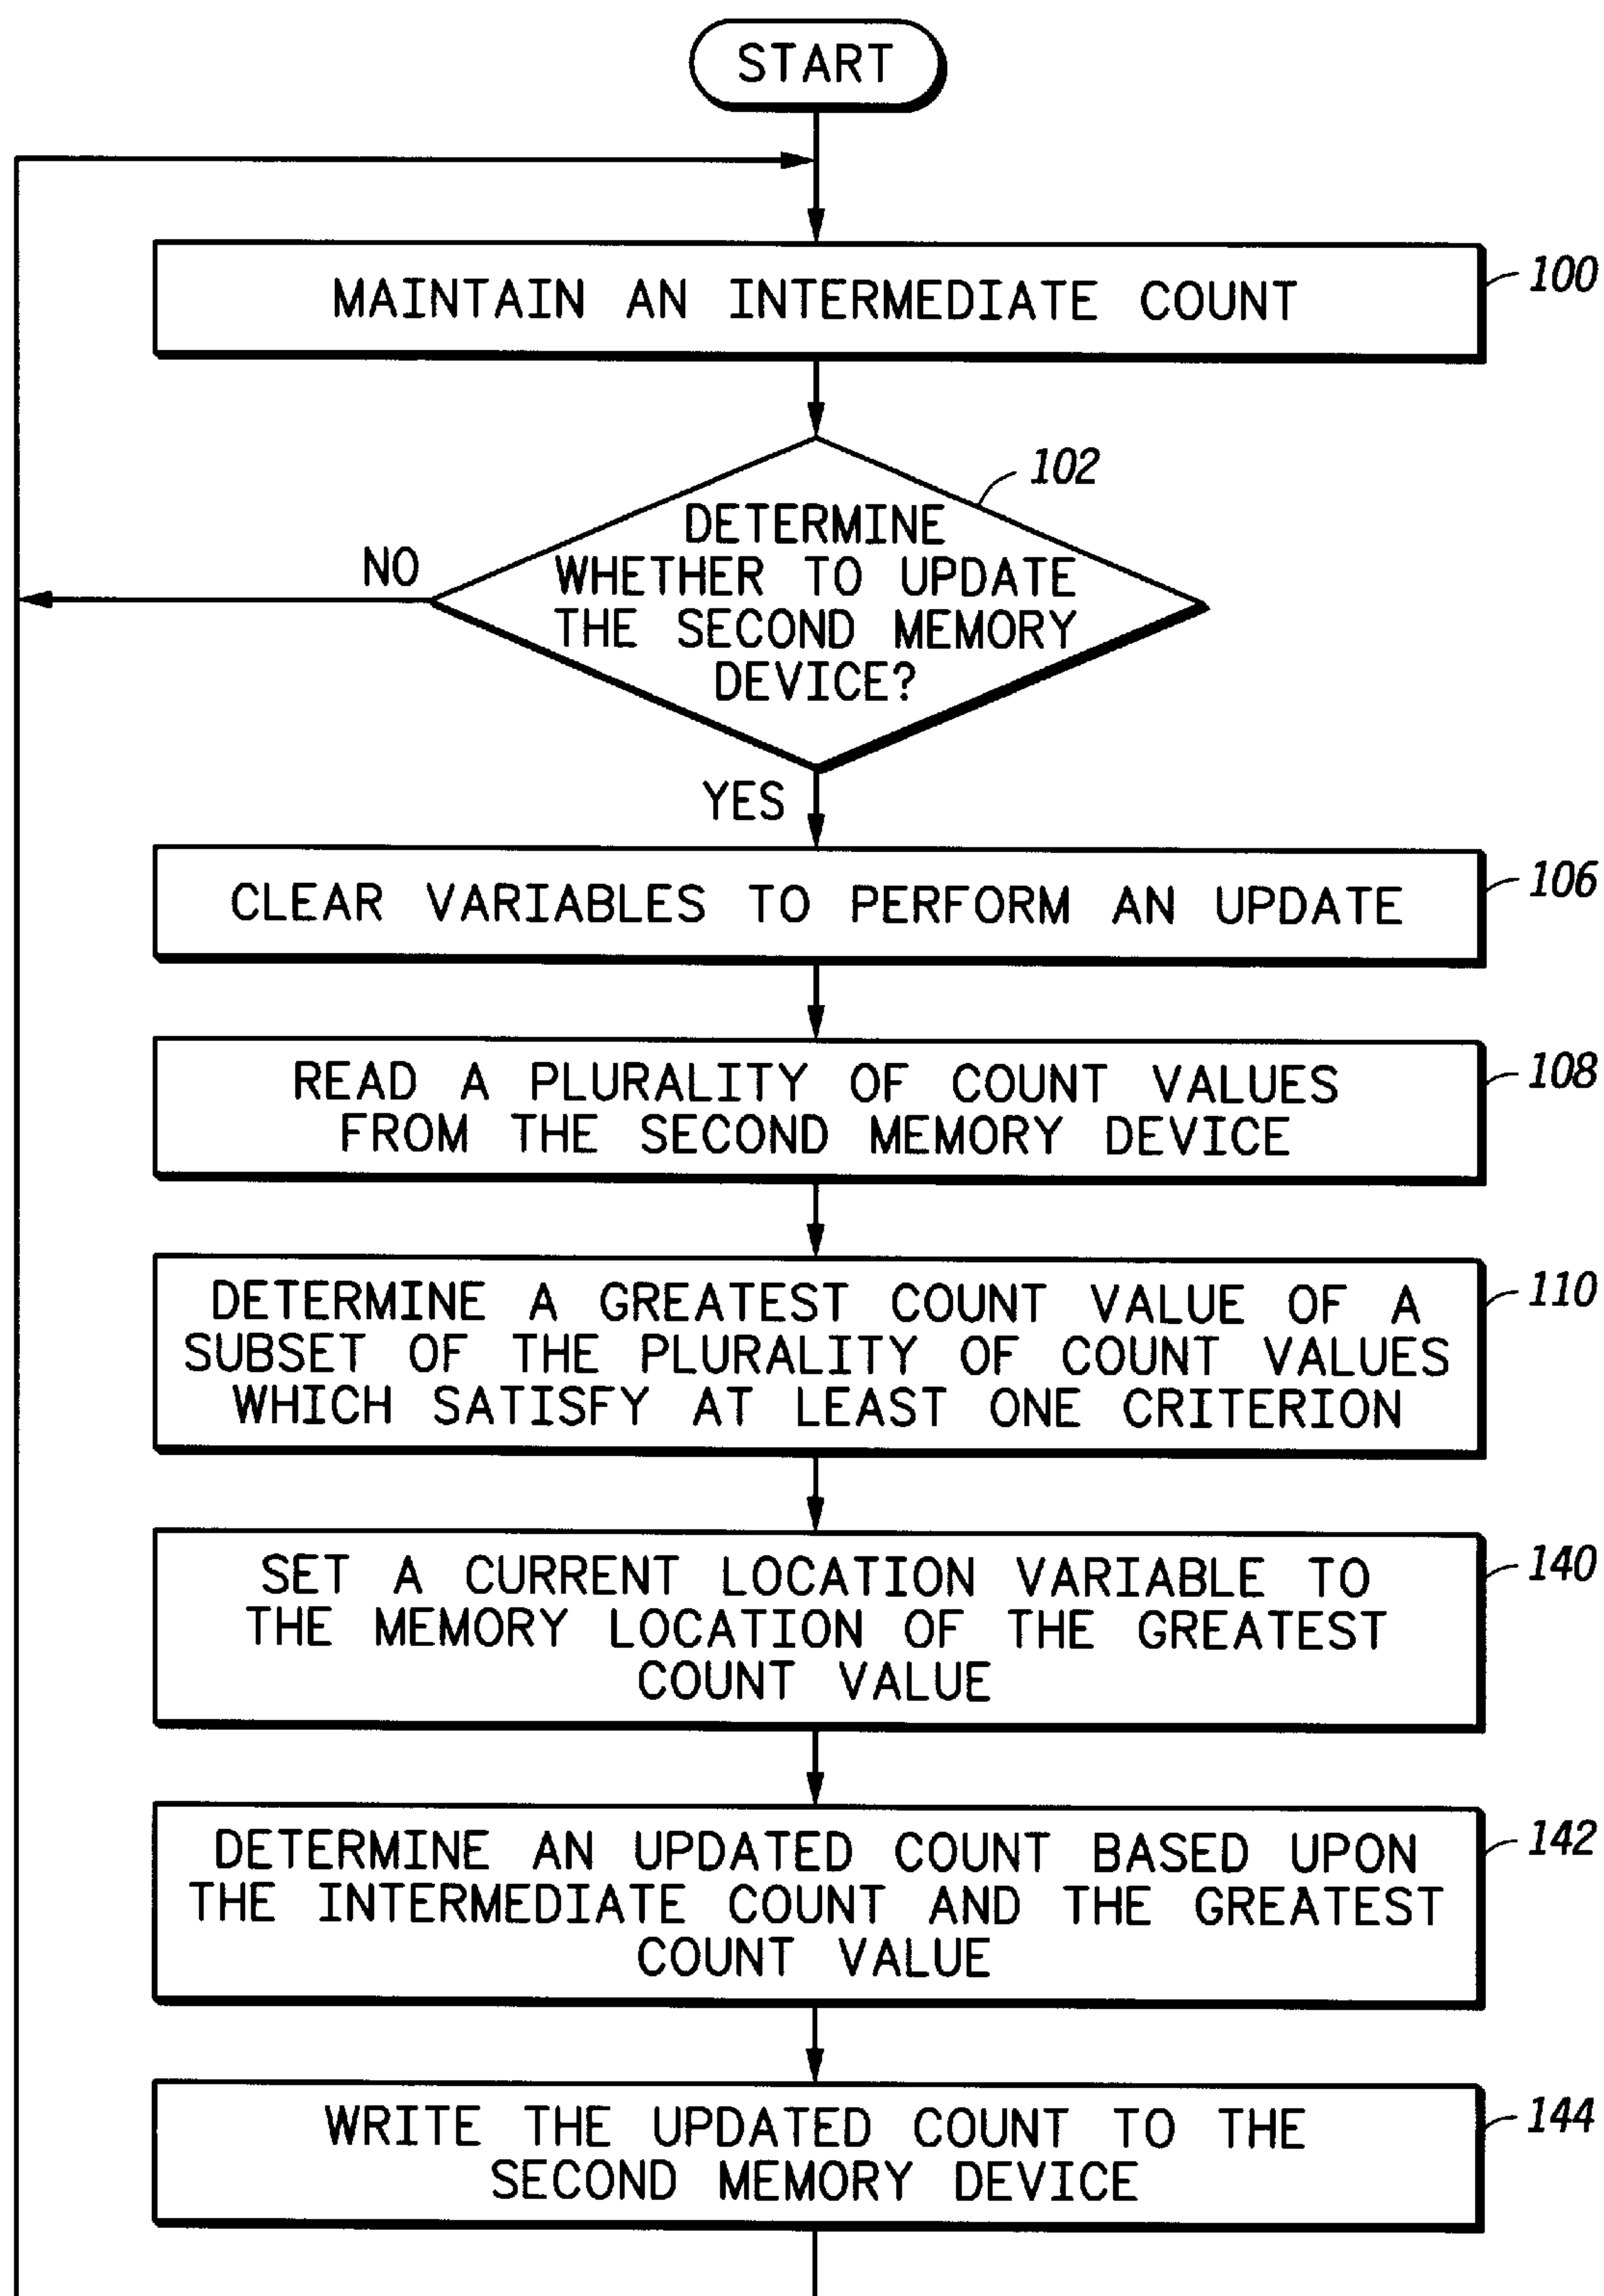 START
MAINTAIN AN INTERMEDIATE COUNT
100
102
DETERMINE
WHETHER TO UPDATE
THE SECOND MEMORY
DEVICE?
NO
YES
CLEAR VARIABLES TO PERFORM AN UPDATE
106
READ A PLURALITY OF COUNT VALUES
FROM THE SECOND MEMORY DEVICE
108
DETERMINE A GREATEST COUNT VALUE OF A
SUBSET OF THE PLURALITY OF COUNT VALUES
WHICH SATISFY AT LEAST ONE CRITERION
110
SET A CURRENT LOCATION VARIABLE TO
THE MEMORY LOCATION OF THE GREATEST
COUNT VALUE
140
DETERMINE AN UPDATED COUNT BASED UPON
THE INTERMEDIATE COUNT AND THE GREATEST
COUNT VALUE
142
WRITE THE UPDATED COUNT TO THE
SECOND MEMORY DEVICE
144